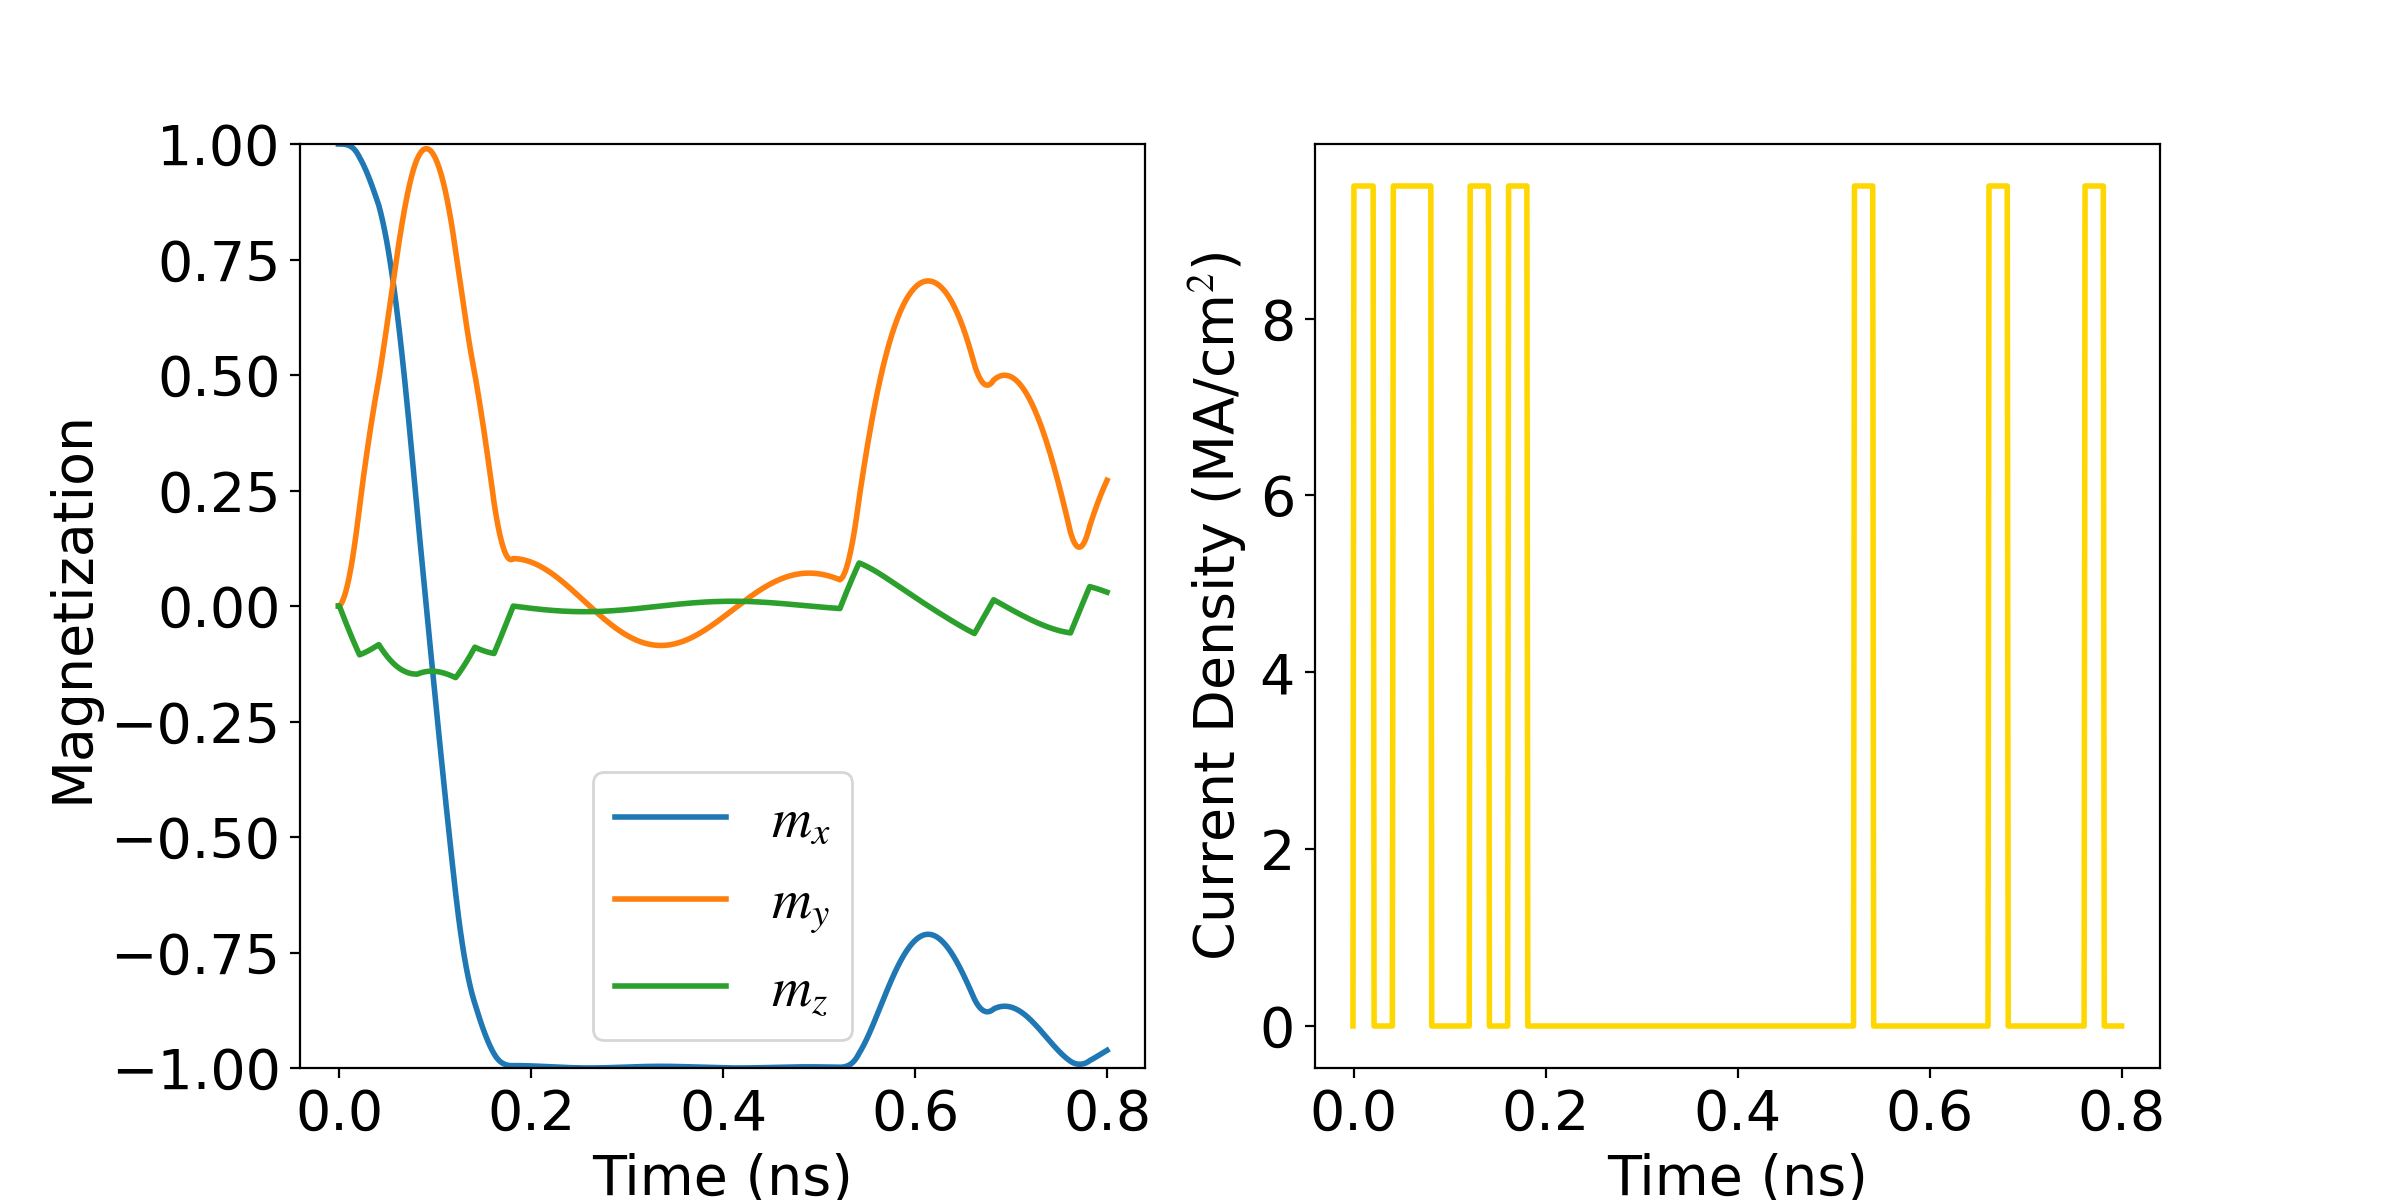 Magnetization
1.00
0.75
0.50
0.25
0.00
−0.25
−0.50
−0.75
−1.00
0.0 0.2 0.4 0.6 0.8
Time (ns)
m_x
m_y
m_z
Current Density (MA/cm²)
8
6
4
2
0
0.0 0.2 0.4 0.6 0.8
Time (ns)